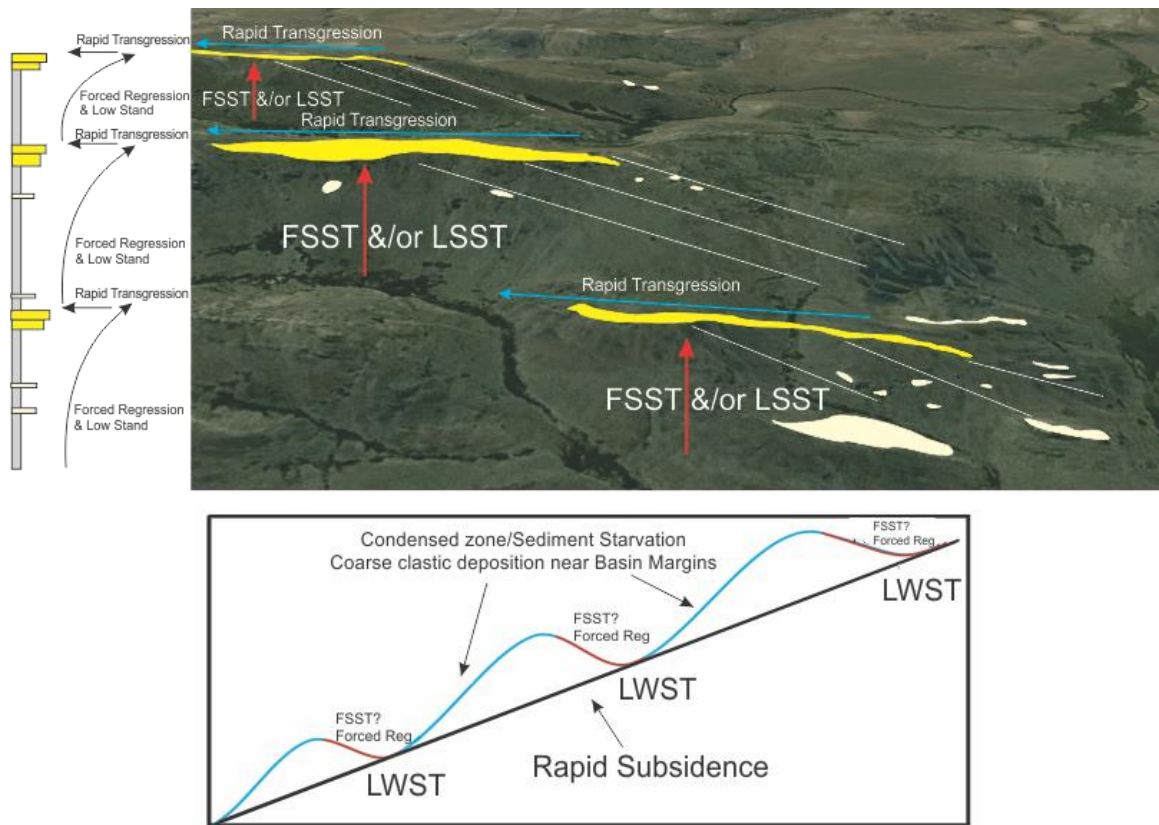 Rapid Transgression
Forced Regression
& Low Stand
Rapid Transgression
Forced Regression
& Low Stand
Rapid Transgression
Forced Regression
& Low Stand
Rapid Transgression
FSST &/or LSST
Rapid Transgression
FSST &/or LSST
Rapid Transgression
FSST &/or LSST
Condensed zone/Sediment Starvation
Coarse clastic deposition near Basin Margins
FSST?
Forced Reg
LWST
FSST?
Forced Reg
LWST
FSST?
Forced Reg
LWST
Rapid Subsidence